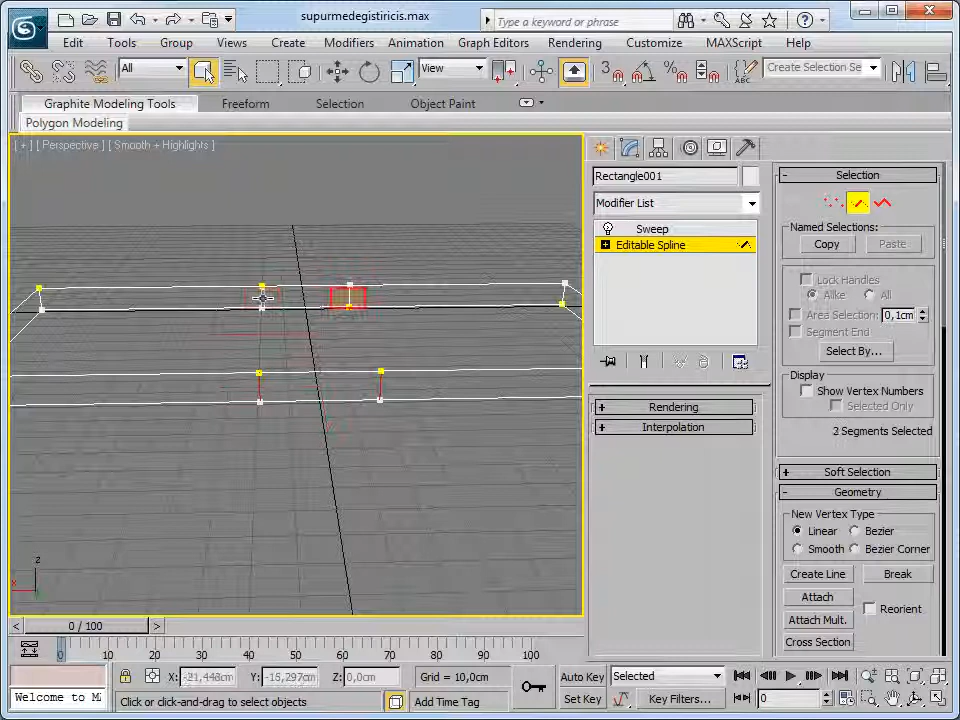 supurmedegistiricis.max
Type a keyword or phrase
Edit Tools Group Views Create Modifiers Animation Graph Editors Rendering Customize MAXScript Help
All View 3 ABC Create Selection Se
Graphite Modeling Tools Freeform Selection Object Paint
Polygon Modeling
[ + ] [ Perspective ] [ Smooth + Highlights ]
Rectangle001
Modifier List
Sweep
Editable Spline
+ Rendering
+ Interpolation
- Selection
Named Selections:
Copy Paste
Lock Handles
Alike All
Area Selection: 0,1cm
Segment End
Select By...
Display
Show Vertex Numbers
Selected Only
2 Segments Selected
+ Soft Selection
- Geometry
New Vertex Type
Linear Bezier
Smooth Bezier Corner
Create Line Break
Attach Reorient
Attach Mult.
Cross Section
z
x
< 0 / 100 >
0 10 20 30 40 50 60 70 80 90 100
X: -21,448cm Y: -15,297cm Z: 0,0cm Grid = 10,0cm Auto Key Selected
Welcome to MA Click or click-and-drag to select objects Add Time Tag Set Key Key Filters... 0